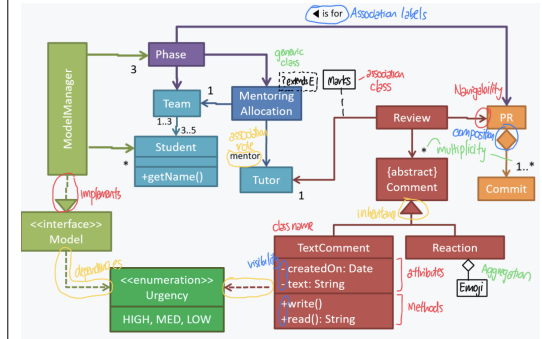 ◀ is for Association labels
3
Phase
generic class
? extends E
Marks
association class
Navigability
ModelManager
Team
1
Mentoring Allocation
Review
PR
1..3
3..5
association role
composition
Student
mentor
*
multiplicity
*
+getName()
Tutor
1
{abstract}
Comment
1..*
Commit
implements
inheritance
<<interface>>
Model
class name
TextComment
Reaction
dependencies
visibility
- createdOn: Date
- text: String
attributes
Aggregation
<<enumeration>>
Urgency
Emoji
HIGH, MED, LOW
+write()
+read(): String
Methods